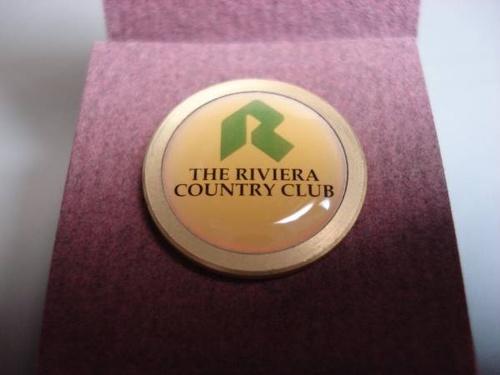 THE RIVIERA
COUNTRY CLUB